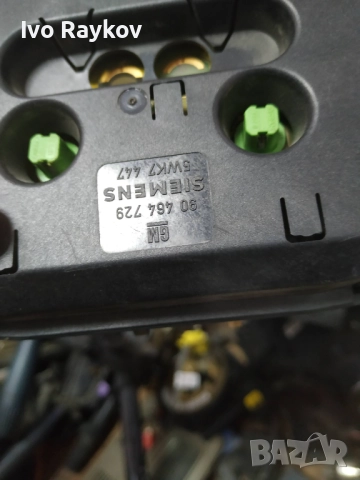 Ivo Raykov
GM
90 464 729
SIEMENS
5WK7 447
BAZAR